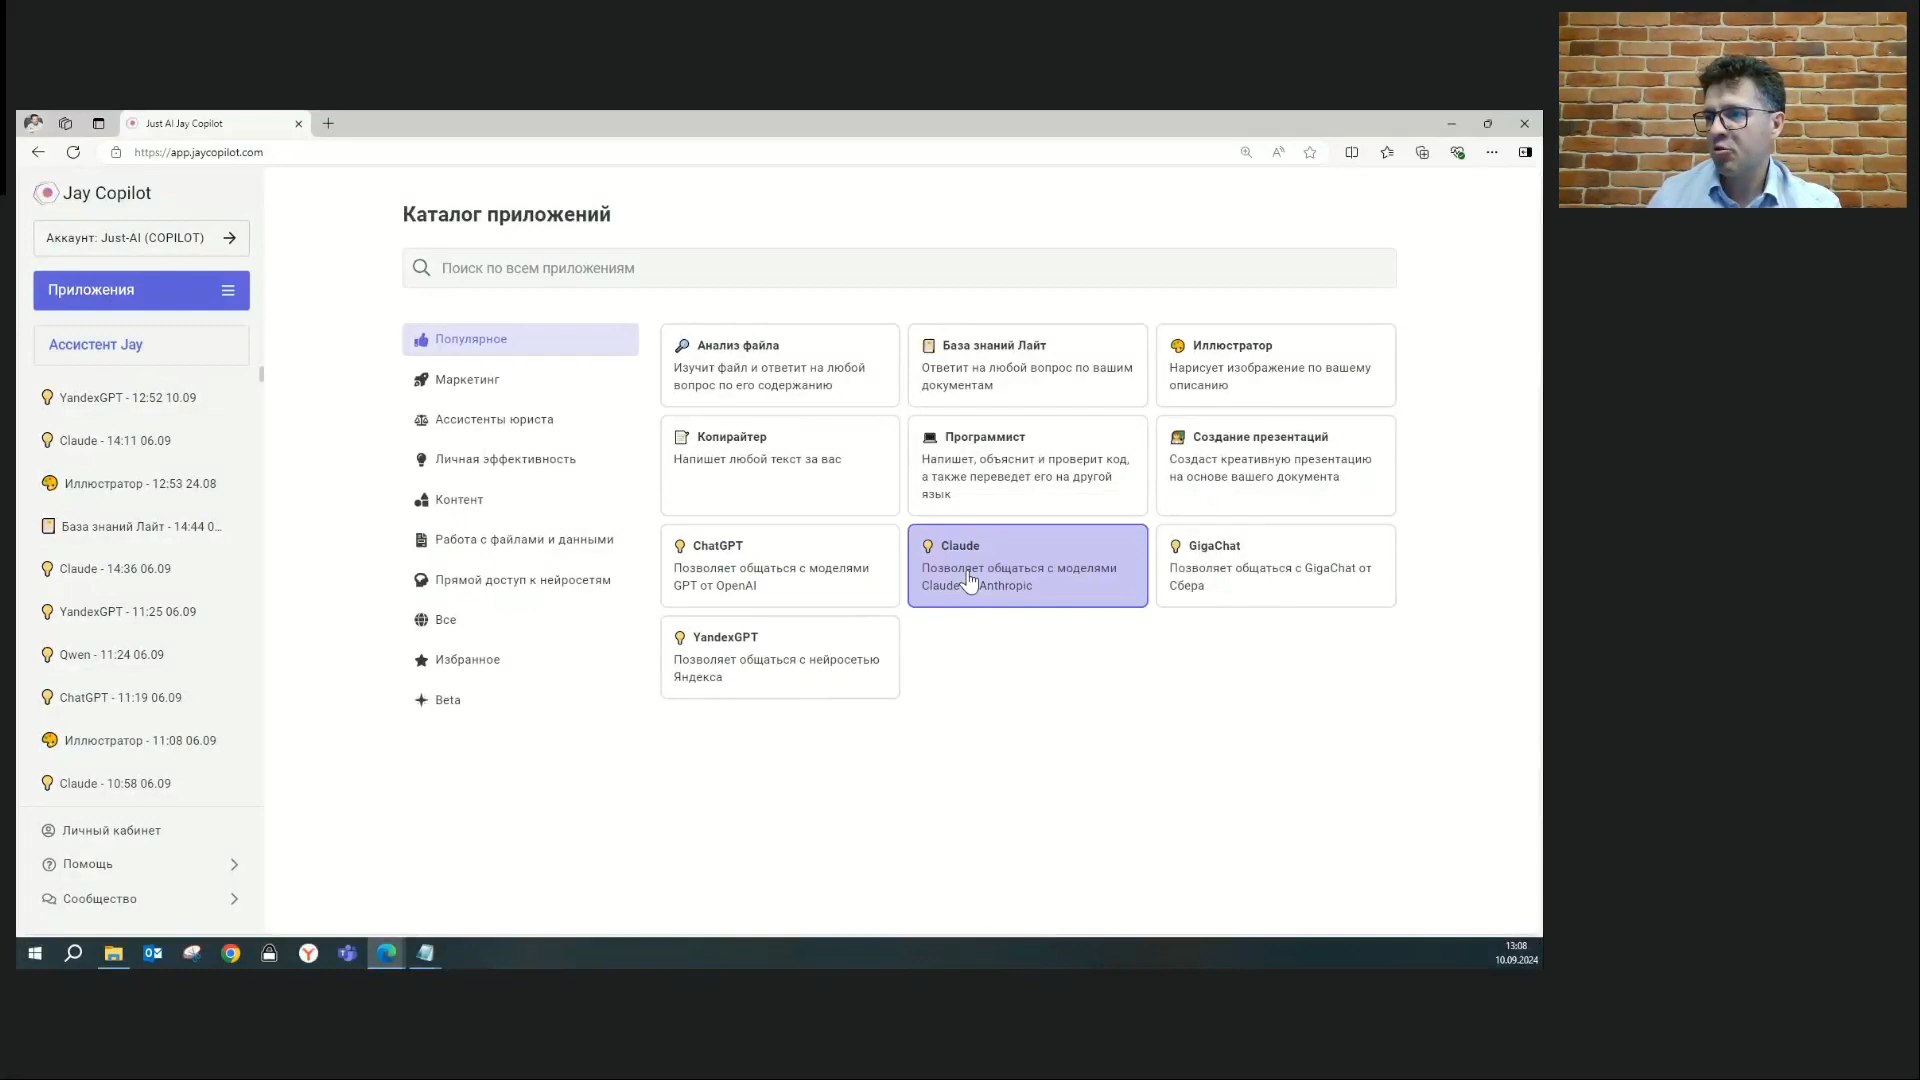 Just AI Jay Copilot
https://app.jaycopilot.com
Jay Copilot
Аккаунт: Just-AI (COPILOT)
Приложения
Ассистент Jay
YandexGPT - 12:52 10.09
Claude - 14:11 06.09
Иллюстратор - 12:53 24.08
База знаний Лайт - 14:44 0...
Claude - 14:36 06.09
YandexGPT - 11:25 06.09
Qwen - 11:24 06.09
ChatGPT - 11:19 06.09
Иллюстратор - 11:08 06.09
Claude - 10:58 06.09
Личный кабинет
Помощь
Сообщество
Каталог приложений
Поиск по всем приложениям
Популярное
Маркетинг
Ассистенты юриста
Личная эффективность
Контент
Работа с файлами и данными
Прямой доступ к нейросетям
Все
Избранное
Beta
Анализ файла
Изучит файл и ответит на любой
вопрос по его содержанию
База знаний Лайт
Ответит на любой вопрос по вашим
документам
Иллюстратор
Нарисует изображение по вашему
описанию
Копирайтер
Напишет любой текст за вас
Программист
Напишет, объяснит и проверит код,
а также переведет его на другой
язык
Создание презентаций
Создаст креативную презентацию
на основе вашего документа
ChatGPT
Позволяет общаться с моделями
GPT от OpenAI
Claude
Позволяет общаться с моделями
Claude Anthropic
GigaChat
Позволяет общаться с GigaChat от
Сбера
YandexGPT
Позволяет общаться с нейросетью
Яндекса
13:08
10.09.2024